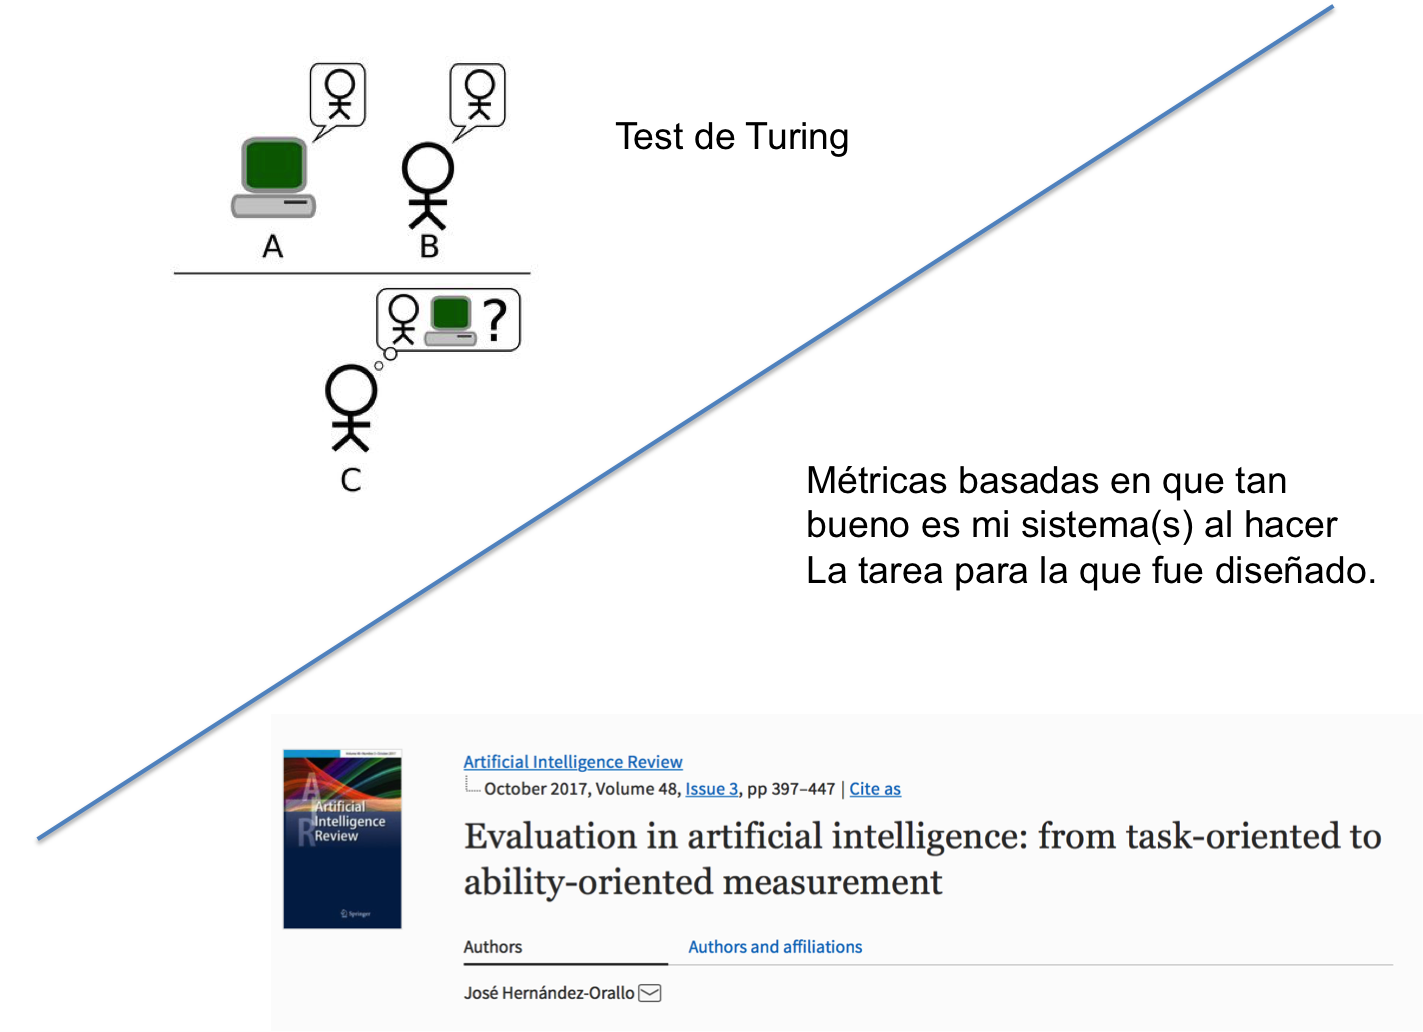 Test de Turing
A
B
?
C
Métricas basadas en que tan
bueno es mi sistema(s) al hacer
La tarea para la que fue diseñado.
Artificial
Intelligence
Review
Springer
Artificial Intelligence Review
October 2017, Volume 48, Issue 3, pp 397–447 | Cite as
Evaluation in artificial intelligence: from task-oriented to
ability-oriented measurement
Authors
Authors and affiliations
José Hernández-Orallo